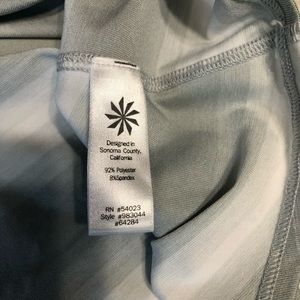 Designed in
Sonoma County,
California
92% Polyester
8%Spandex
RN #54023
Style #983044
#64284